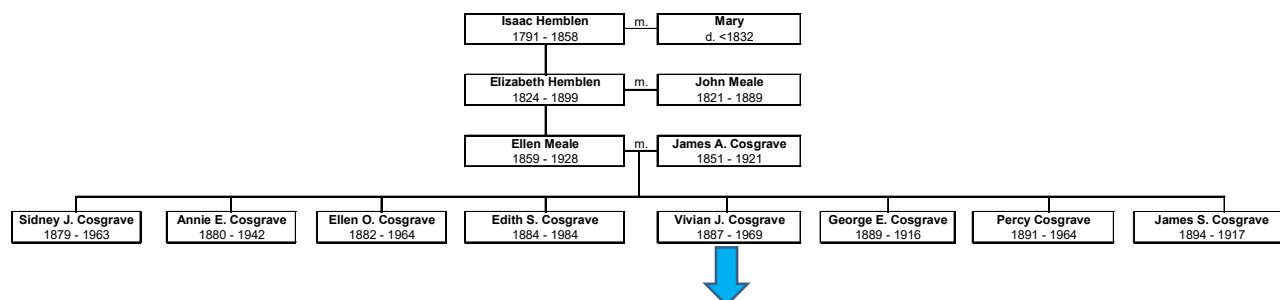 Isaac Hemblen
1791 - 1858
m.
Mary
d. <1832
Elizabeth Hemblen
1824 - 1899
m.
John Meale
1821 - 1889
Ellen Meale
1859 - 1928
m.
James A. Cosgrave
1851 - 1921
Sidney J. Cosgrave
1879 - 1963
Annie E. Cosgrave
1880 - 1942
Ellen O. Cosgrave
1882 - 1964
Edith S. Cosgrave
1884 - 1984
Vivian J. Cosgrave
1887 - 1969
George E. Cosgrave
1889 - 1916
Percy Cosgrave
1891 - 1964
James S. Cosgrave
1894 - 1917